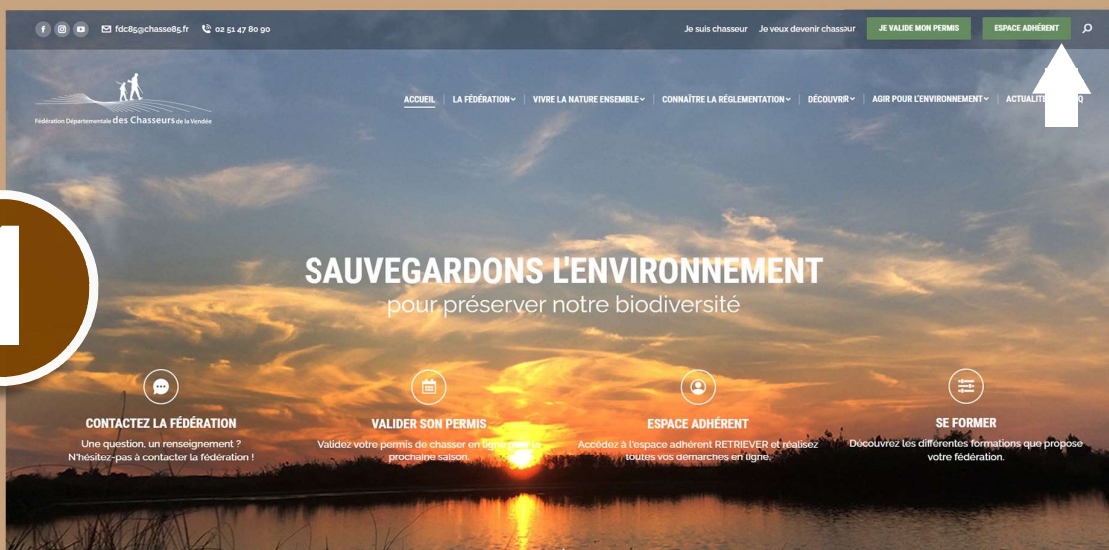 fdc85@chasse85.fr 02 51 47 80 90 Je suis chasseur Je veux devenir chasseur JE VALIDE MON PERMIS ESPACE ADHÉRENT
ACCUEIL LA FÉDÉRATION VIVRE LA NATURE ENSEMBLE CONNAÎTRE LA RÉGLEMENTATION DÉCOUVRIR AGIR POUR L'ENVIRONNEMENT
Fédération Départementale des Chasseurs de la Vendée
1
SAUVEGARDONS L'ENVIRONNEMENT
pour préserver notre biodiversité
CONTACTEZ LA FÉDÉRATION
Une question, un renseignement ?
N'hésitez-pas à contacter la fédération !
VALIDER SON PERMIS
Validez votre permis de chasser en ligne
prochaine saison.
ESPACE ADHÉRENT
Accédez à l'espace adhérent RETRIEVER et réalisez
toutes vos démarches en ligne.
SE FORMER
Découvrez les différentes formations que propose
votre fédération.